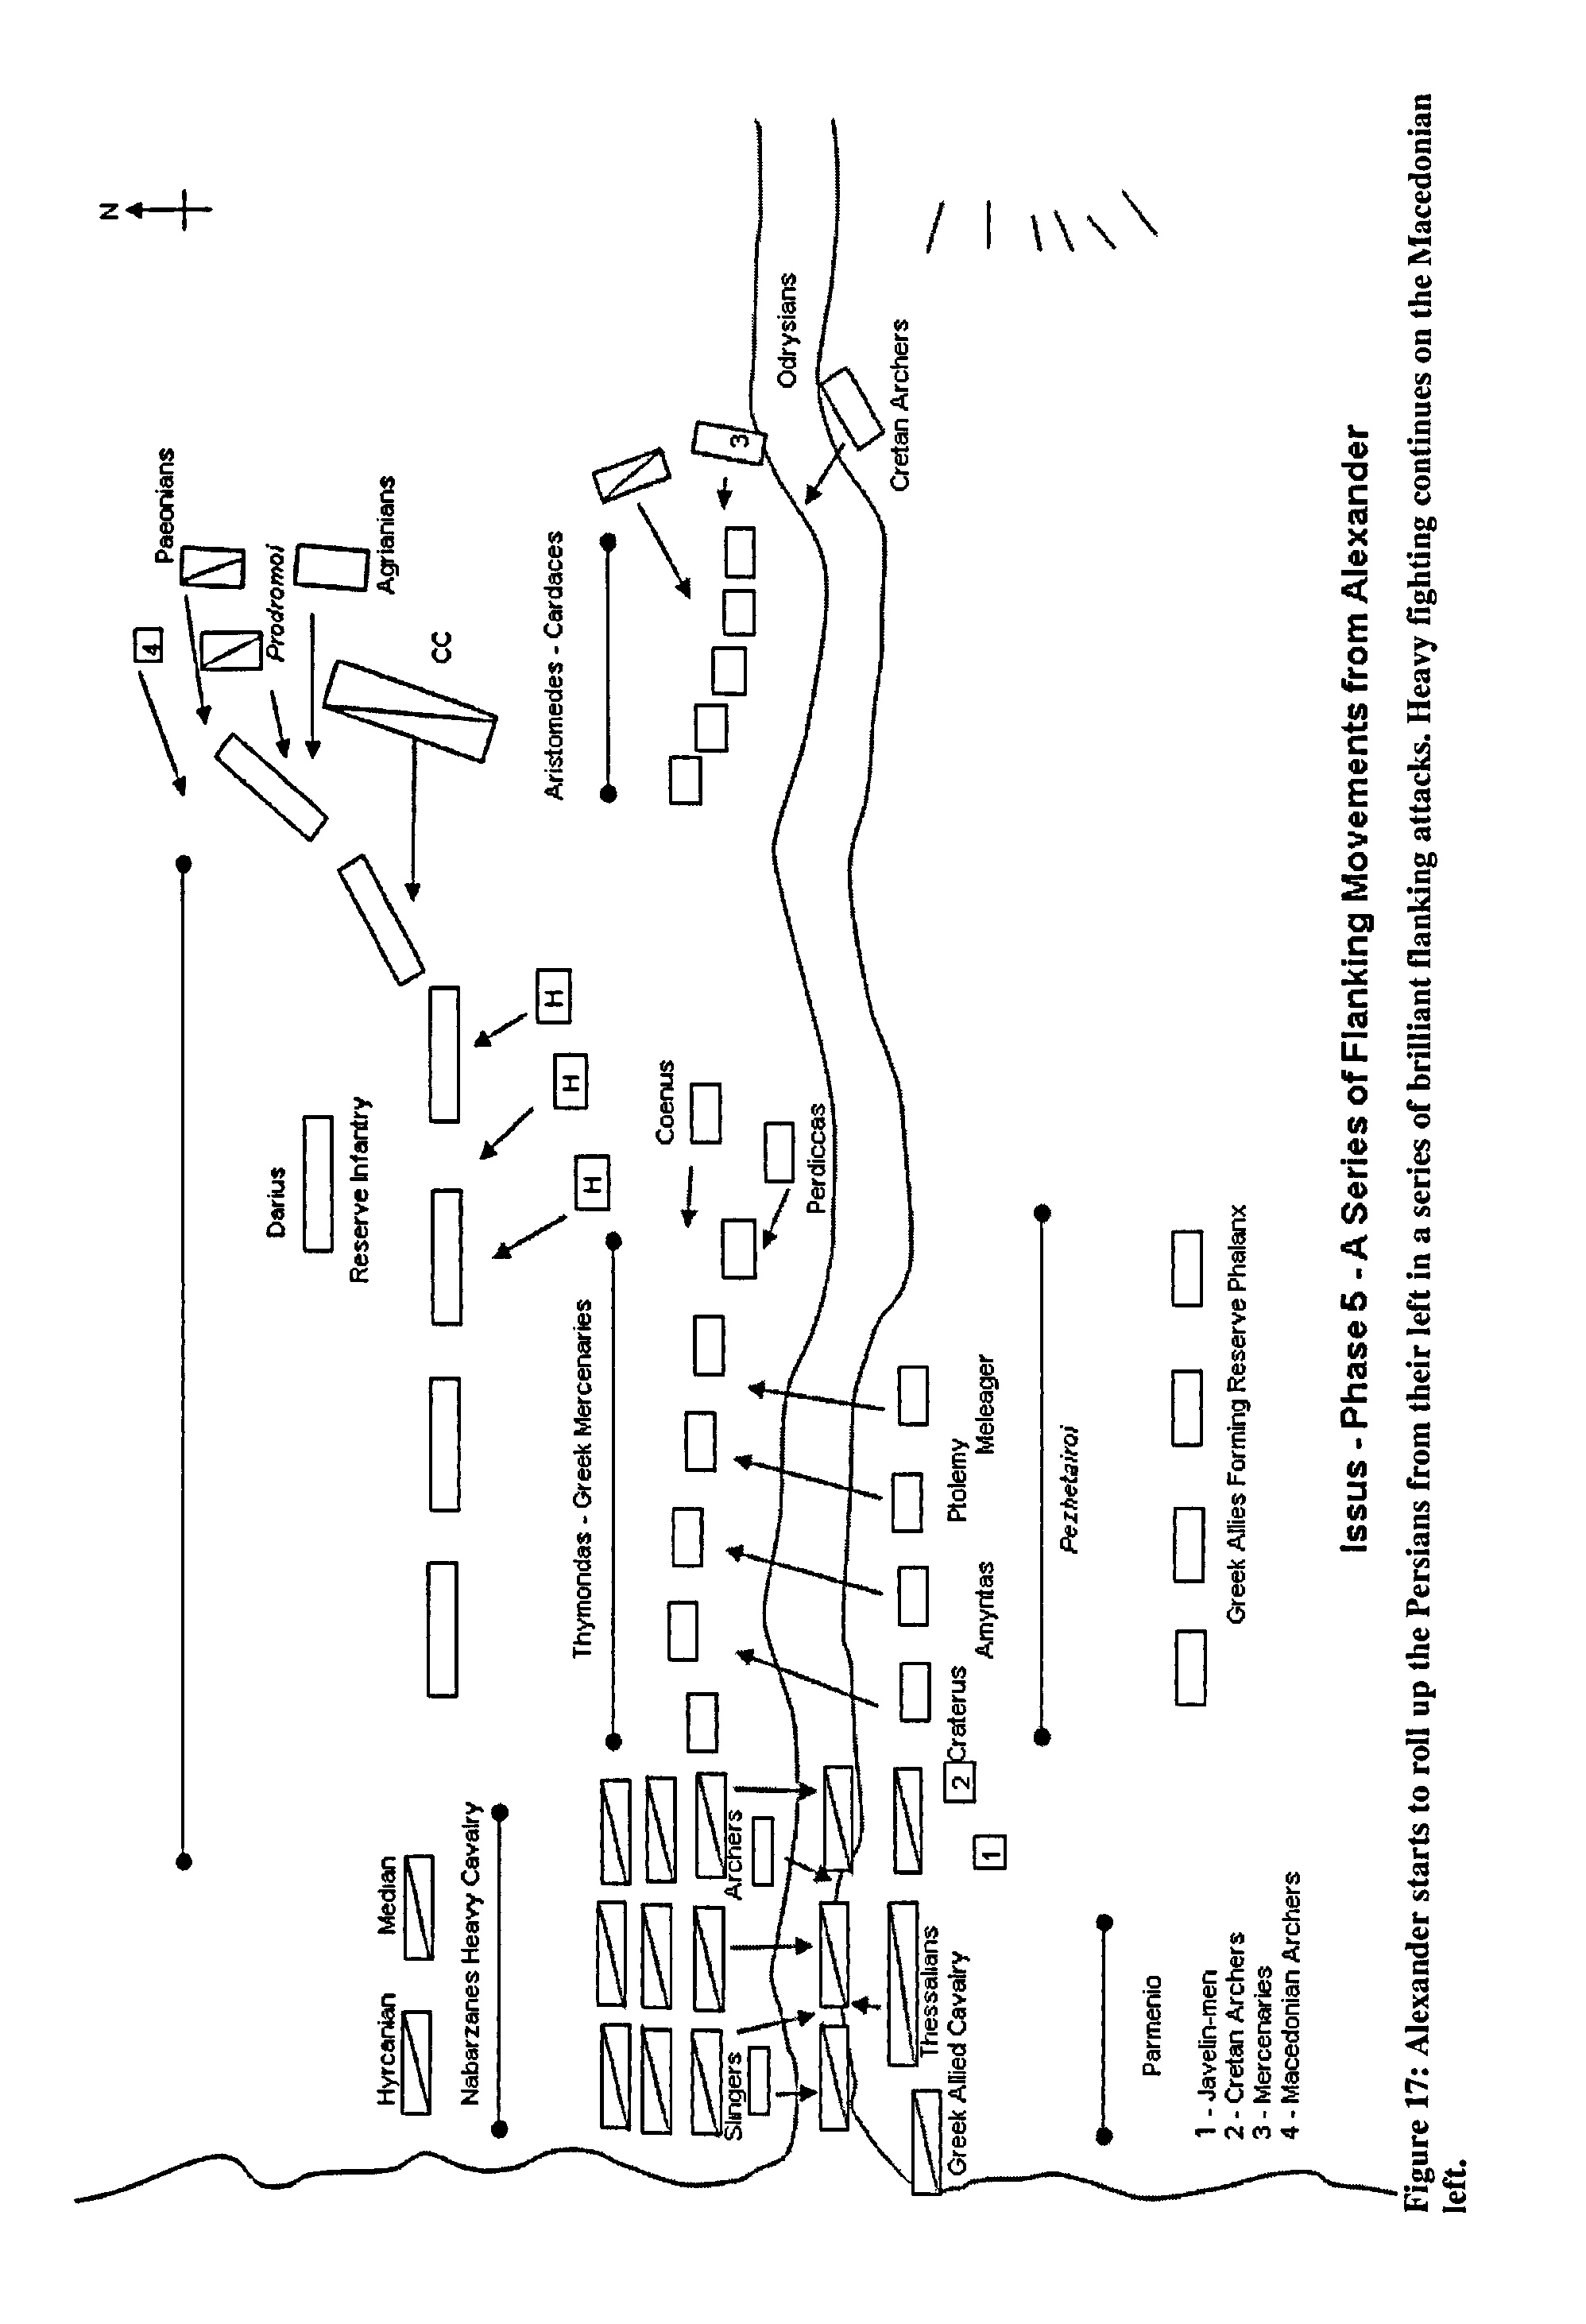 N
4
Paeonians
Prodromoi
Agrianians
CC
Darius
Reserve Infantry
H
H
H
Hyrcanian
Median
Nabarzanes Heavy Cavalry
Thymondas - Greek Mercenaries
Aristomedes - Cardaces
Coenus
Perdiccas
3
Odrysians
Cretan Archers
Slingers
Archers
Greek Allied Cavalry
Thessalians
1
2
Craterus
Amyntas
Ptolemy
Meleager
Pezhetairoi
Parmenio
Greek Allies Forming Reserve Phalanx
1 - Javelin-men
2 - Cretan Archers
3 - Mercenaries
4 - Macedonian Archers
Issus - Phase 5 - A Series of Flanking Movements from Alexander
Figure 17: Alexander starts to roll up the Persians from their left in a series of brilliant flanking attacks. Heavy fighting continues on the Macedonian
left.